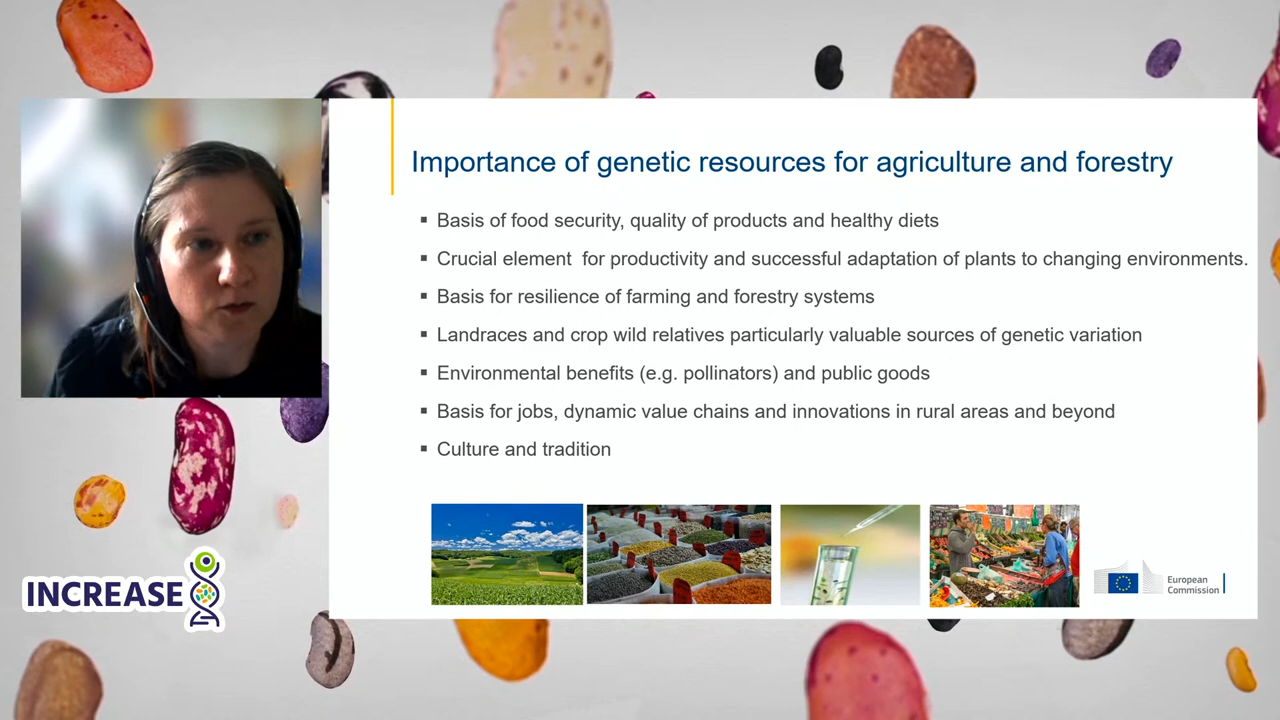 Importance of genetic resources for agriculture and forestry
▪ Basis of food security, quality of products and healthy diets
▪ Crucial element  for productivity and successful adaptation of plants to changing environments.
▪ Basis for resilience of farming and forestry systems
▪ Landraces and crop wild relatives particularly valuable sources of genetic variation
▪ Environmental benefits (e.g. pollinators) and public goods
▪ Basis for jobs, dynamic value chains and innovations in rural areas and beyond
▪ Culture and tradition
INCREASE
European
Commission